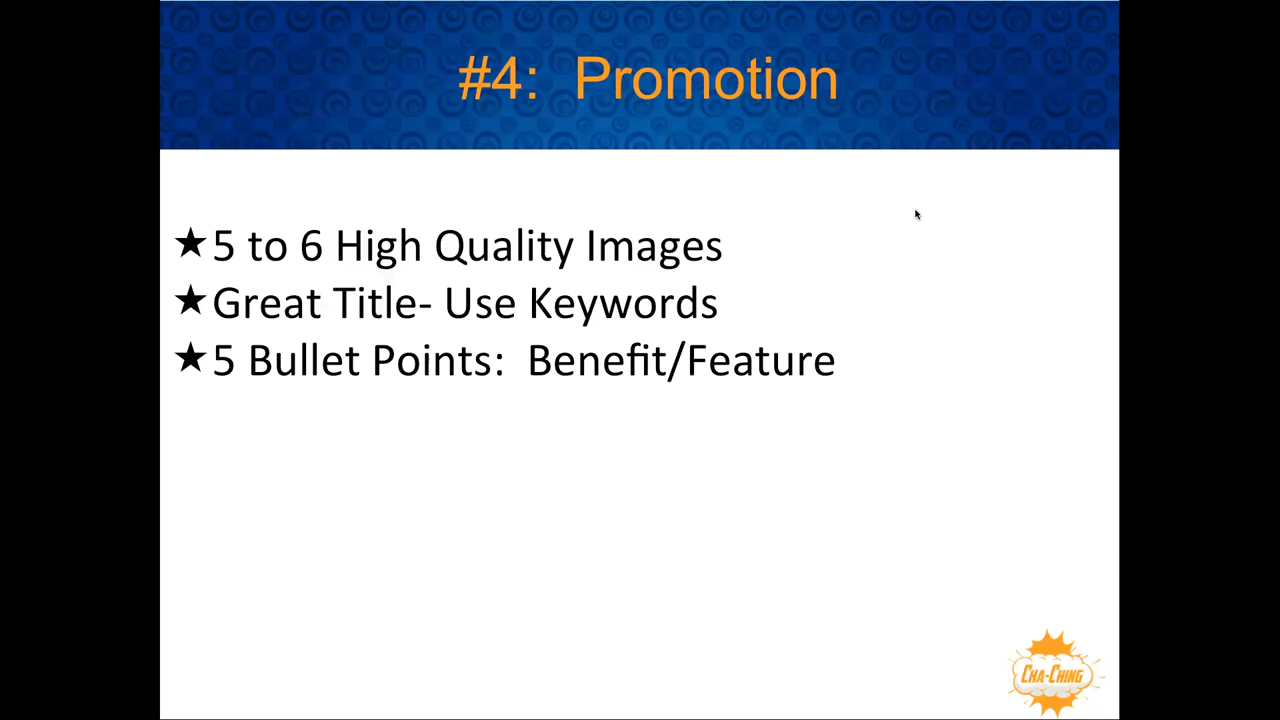 #4: Promotion
★5 to 6 High Quality Images
★Great Title- Use Keywords
★5 Bullet Points: Benefit/Feature
CHA-CHING